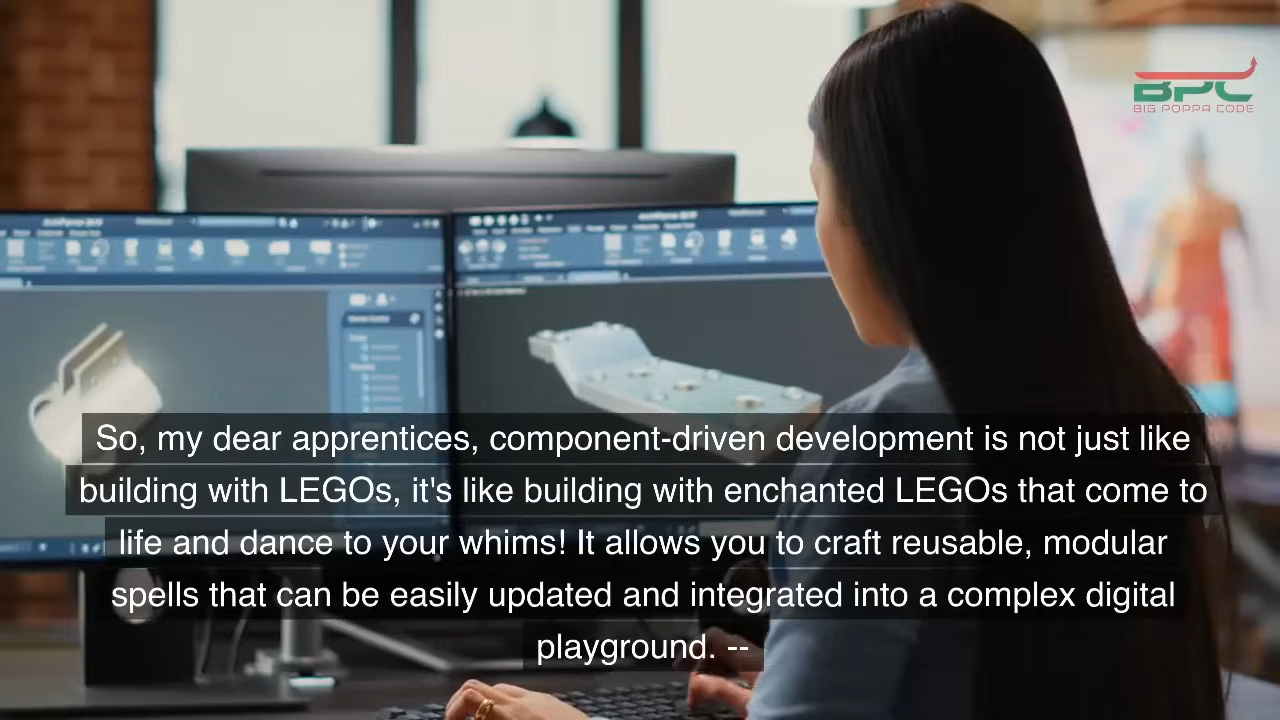 BPC
BIG POPPA CODE
So, my dear apprentices, component-driven development is not just like
building with LEGOs, it's like building with enchanted LEGOs that come to
life and dance to your whims! It allows you to craft reusable, modular
spells that can be easily updated and integrated into a complex digital
playground. --